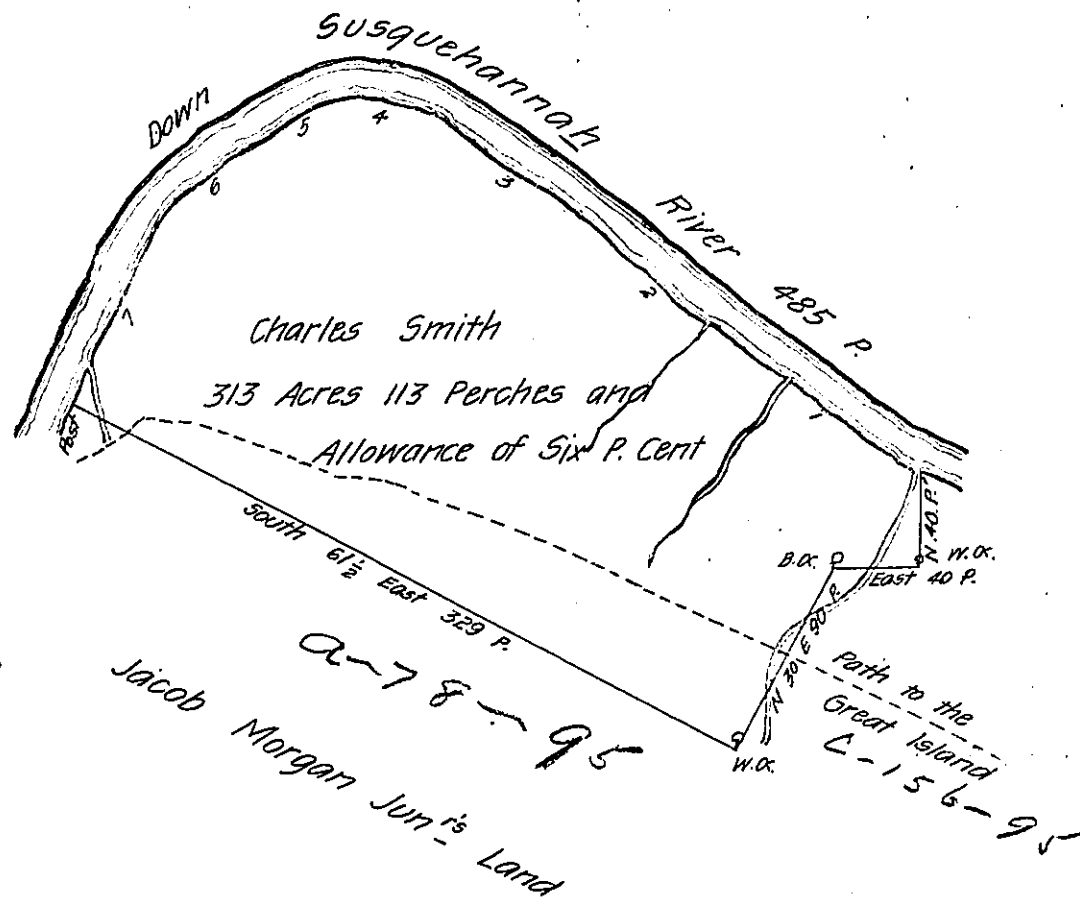 Down Susquehannah River 485 P.
1
2
3
4
5
6
7
Charles Smith
313 Acres 113 Perches and
Allowance of Six P. Cent
Post
South 61½ East 329 P.
W.O.
N 30 E 90 P.
B.O.
East 40 P.
W.O.
N. 40 P.
Path to the
Great Island
C-156-95
a-78-95
Jacob Morgan Junr's Land